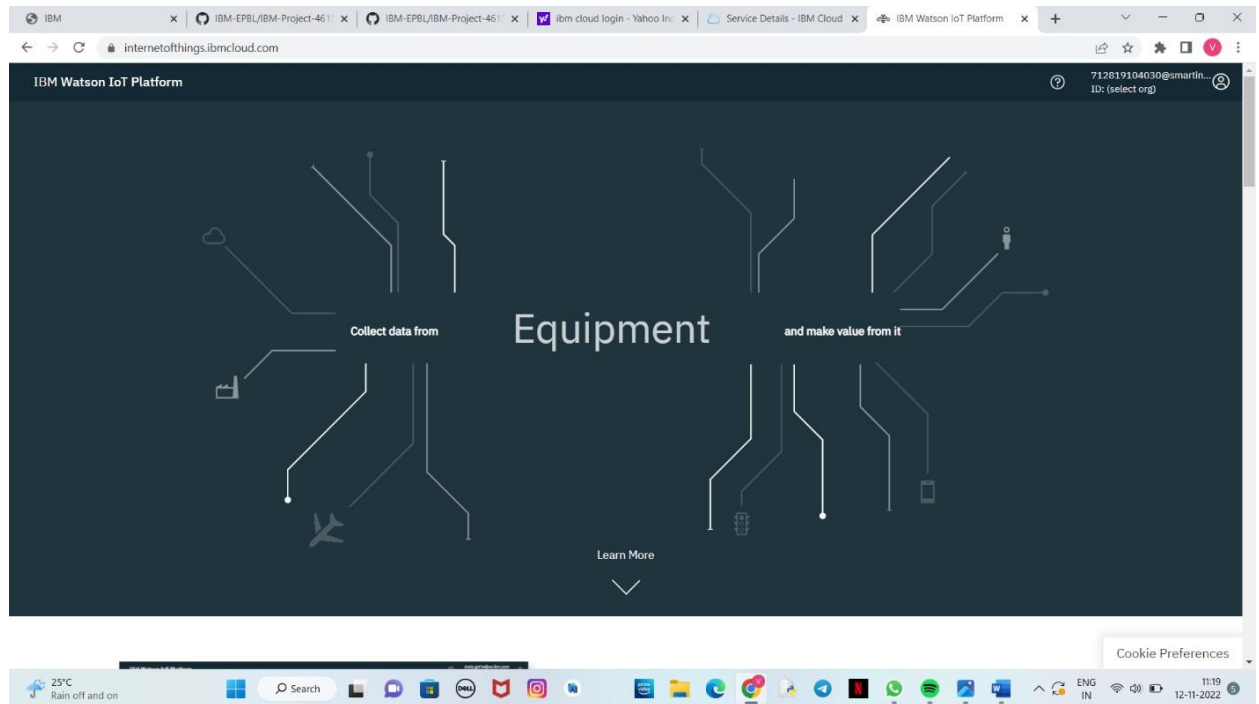 IBM
IBM-EPBL/IBM-Project-461
IBM-EPBL/IBM-Project-461
ibm cloud login - Yahoo In
Service Details - IBM Cloud
IBM Watson IoT Platform
internetofthings.ibmcloud.com
V
IBM Watson IoT Platform
712819104030@smartin...
ID: (select org)
Collect data from
Equipment
and make value from it
Learn More
Cookie Preferences
25°C
Rain off and on
Search
DELL
ENG
IN
11:19
12-11-2022
5